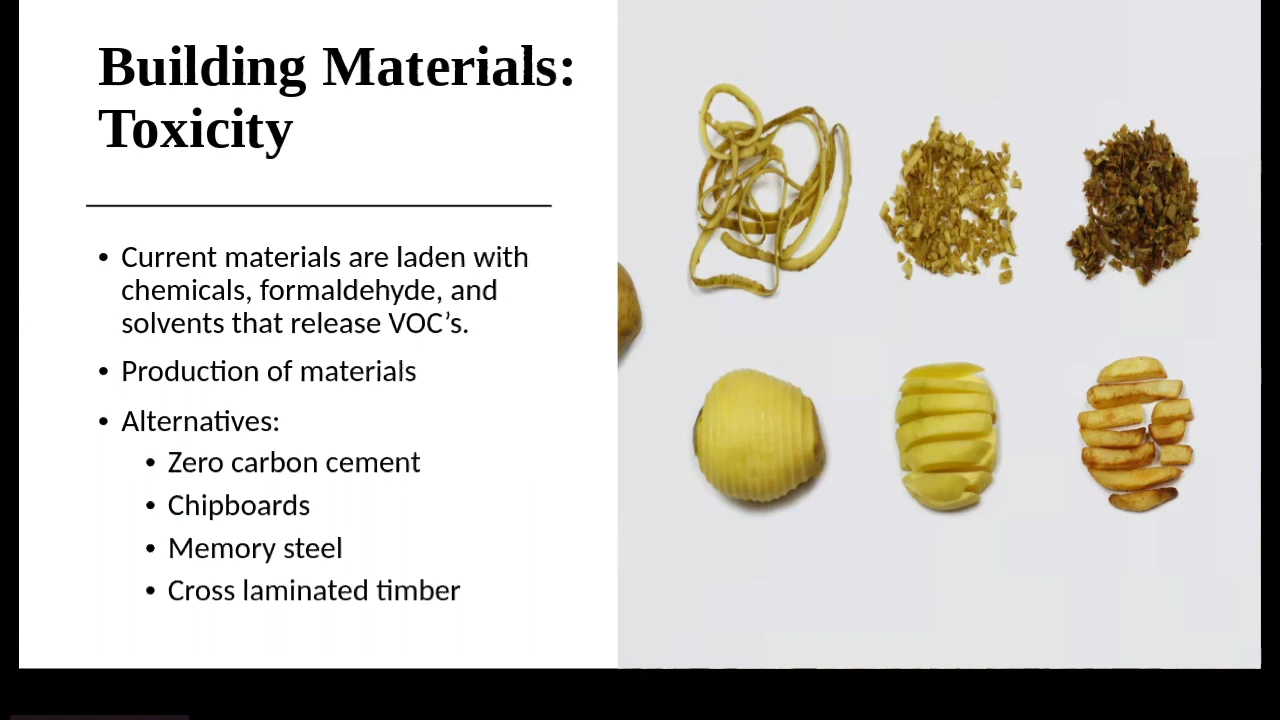 Building Materials:
Toxicity
• Current materials are laden with
chemicals, formaldehyde, and
solvents that release VOC’s.
• Production of materials
• Alternatives:
• Zero carbon cement
• Chipboards
• Memory steel
• Cross laminated timber